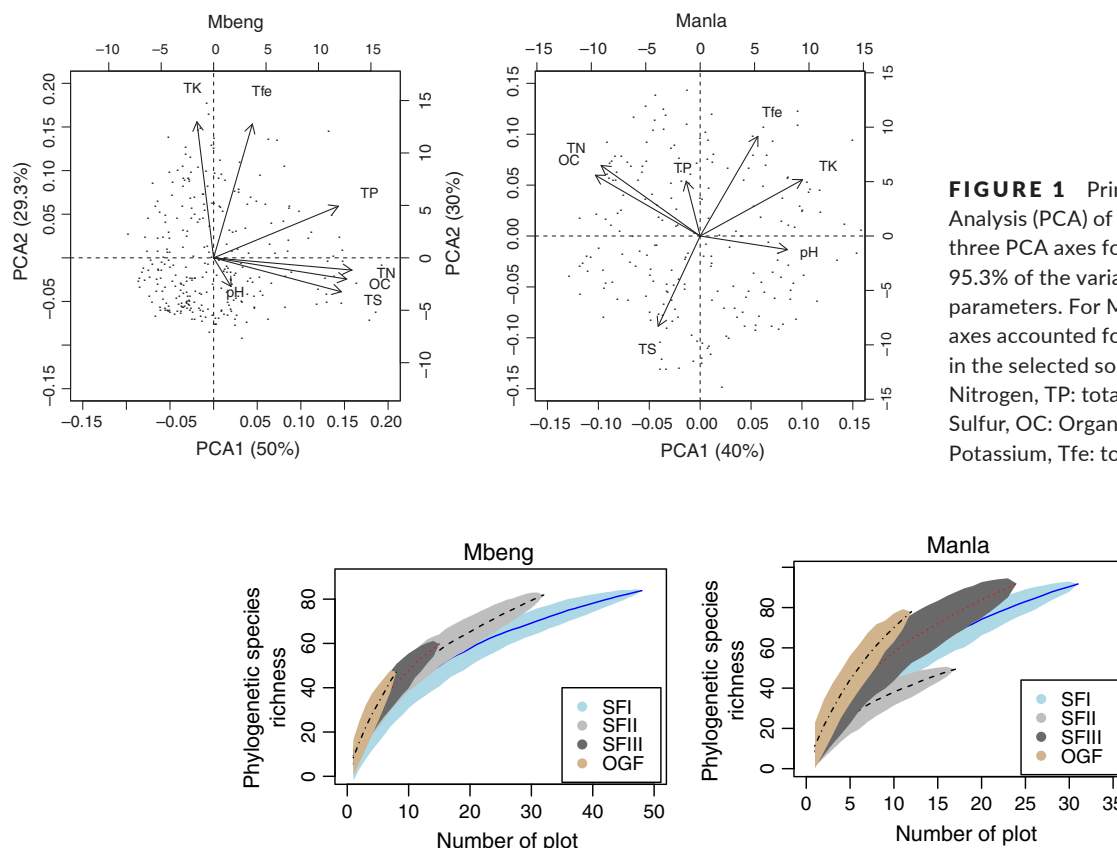 Mbeng
−10 −5 0 5 10 15
PCA2 (29.3%)
0.20
0.15
0.10
0.05
0.00
−0.05
−0.15
TK
Tfe
TP
TN
OC
TS
pH
15
10
5
0
−5
−10
−0.15 −0.05 0.05 0.15
PCA1 (50%)
Manla
−15 −10 −5 0 5 10 15
PCA2 (30%)
0.15
0.10
0.05
0.00
−0.05
−0.10
−0.15
TN
OC
TP
Tfe
TK
pH
TS
15
10
5
0
−5
−10
−15
−0.15 −0.10 −0.05 0.00 0.05 0.10 0.15
PCA1 (40%)
FIGURE 1 Prin
Analysis (PCA) of
three PCA axes fo
95.3% of the varia
parameters. For M
axes accounted fo
in the selected so
Nitrogen, TP: tota
Sulfur, OC: Organ
Potassium, Tfe: to
Mbeng
Phylogenetic species
richness
80
60
40
20
0
SFI
SFII
SFIII
OGF
0 10 20 30 40 50
Number of plot
Manla
Phylogenetic species
richness
80
60
40
20
0
SFI
SFII
SFIII
OGF
0 5 10 15 20 25 30 35
Number of plot